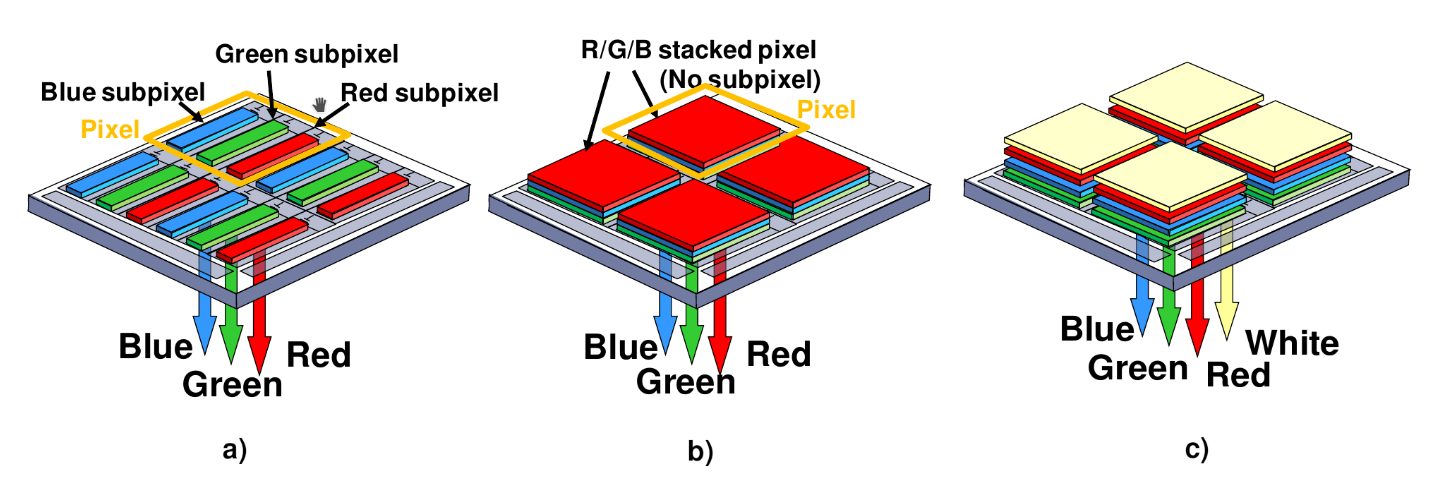 Green subpixel
Blue subpixel
Red subpixel
Pixel
Blue
Green
Red
a)
R/G/B stacked pixel
(No subpixel)
Pixel
Blue
Green
Red
b)
Blue
Green
Red
White
c)